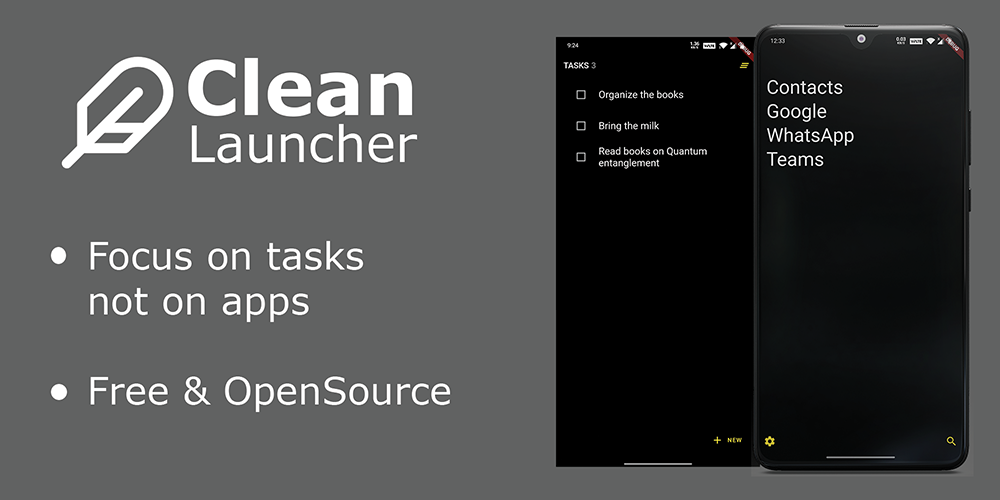 Clean
Launcher
• Focus on tasks
not on apps
• Free & OpenSource
9:24
TASKS 3
Organize the books
Bring the milk
Read books on Quantum
entanglement
+ NEW
12:33
Contacts
Google
WhatsApp
Teams